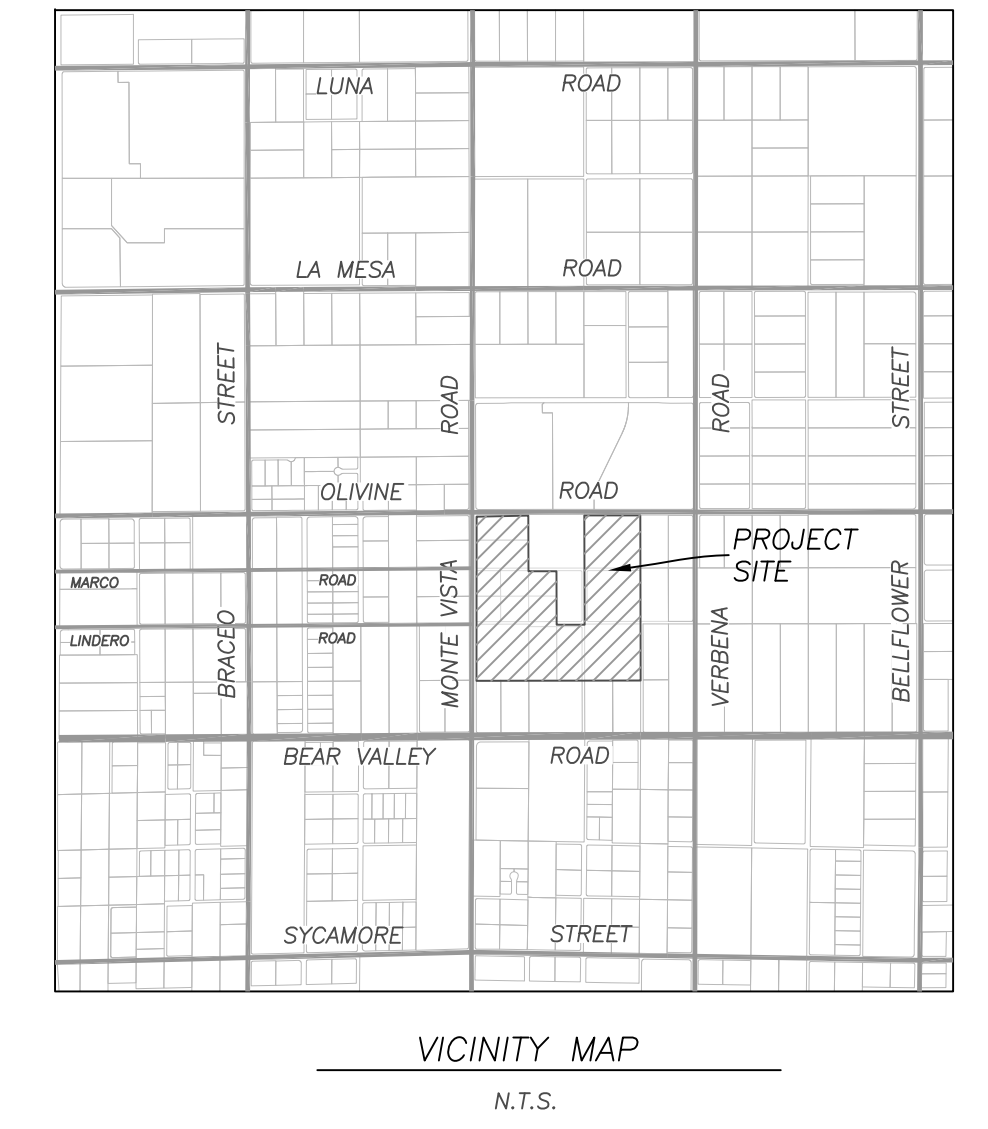 LUNA ROAD
LA MESA ROAD
STREET
ROAD
ROAD
STREET
OLIVINE ROAD
PROJECT
SITE
MARCO ROAD
LINDERO ROAD
BRACEO
MONTE VISTA
VERBENA
BELLFLOWER
BEAR VALLEY ROAD
SYCAMORE STREET
VICINITY MAP
N.T.S.